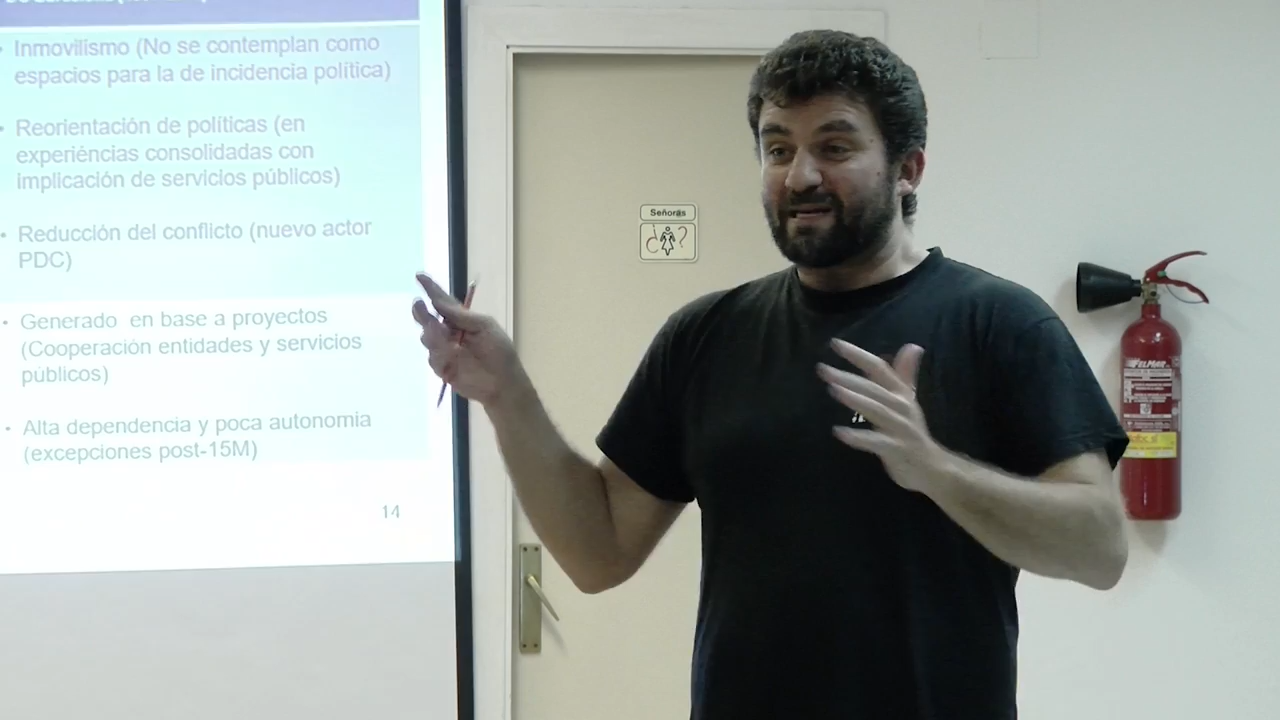 • Inmovilismo (No se contemplan como
espacios para la de incidencia política)
• Reorientación de políticas (en
experiéncias consolidadas con
implicación de servicios públicos)
• Reducción del conflicto (nuevo actor
PDC)
• Generado en base a proyectos
(Cooperación entidades y servicios
públicos)
• Alta dependencia y poca autonomia
(excepciones post-15M)
14
Señoras
¿?